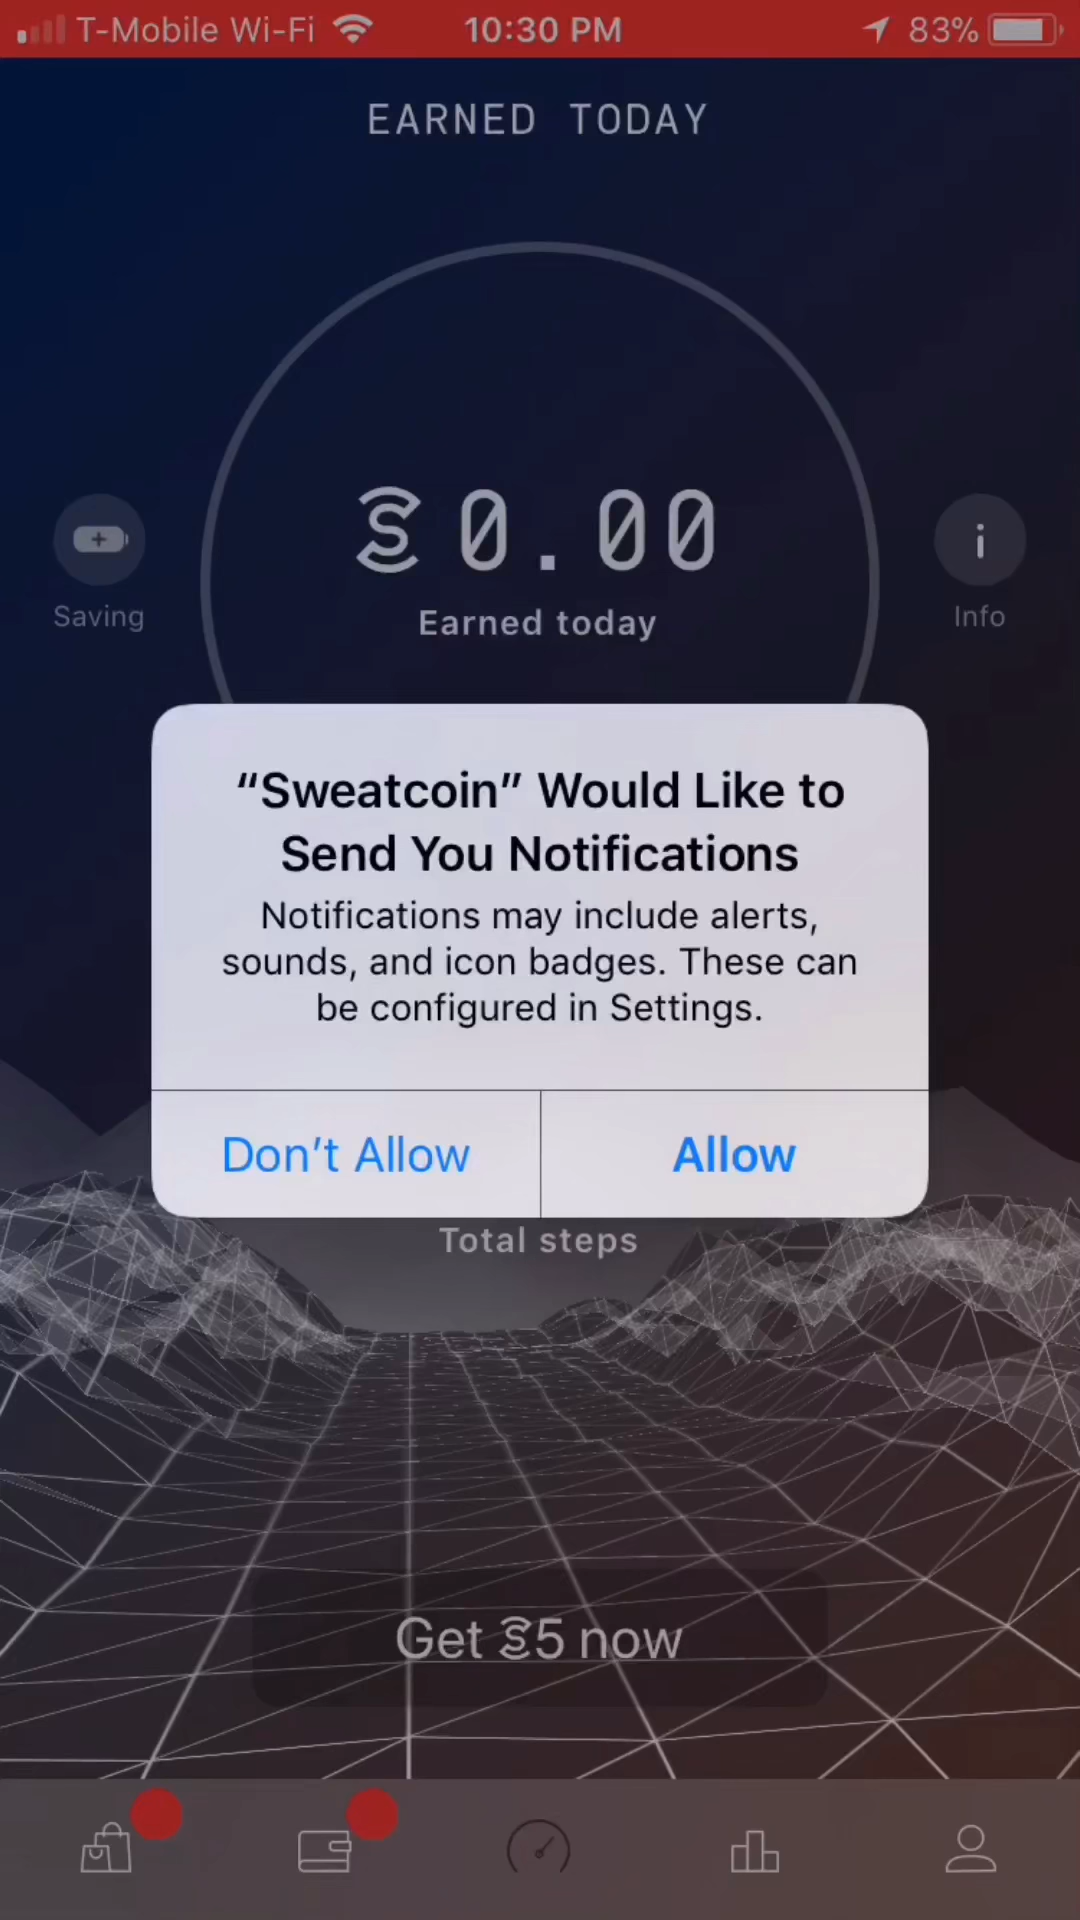 T-Mobile Wi-Fi 10:30 PM 83%
EARNED TODAY
0.00
Earned today
Saving
Info
“Sweatcoin” Would Like to
Send You Notifications
Notifications may include alerts,
sounds, and icon badges. These can
be configured in Settings.
Don’t Allow
Allow
Total steps
Get S5 now